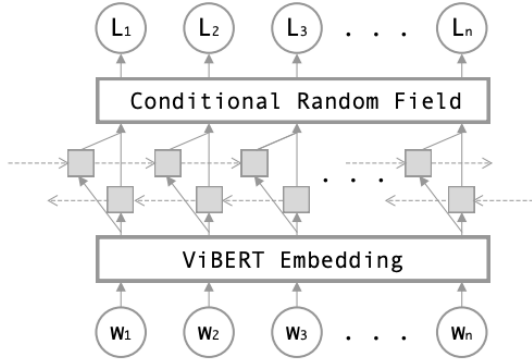 L1 L2 L3 . . . Ln
Conditional Random Field
. . .
ViBERT Embedding
w1 w2 w3 . . . wn